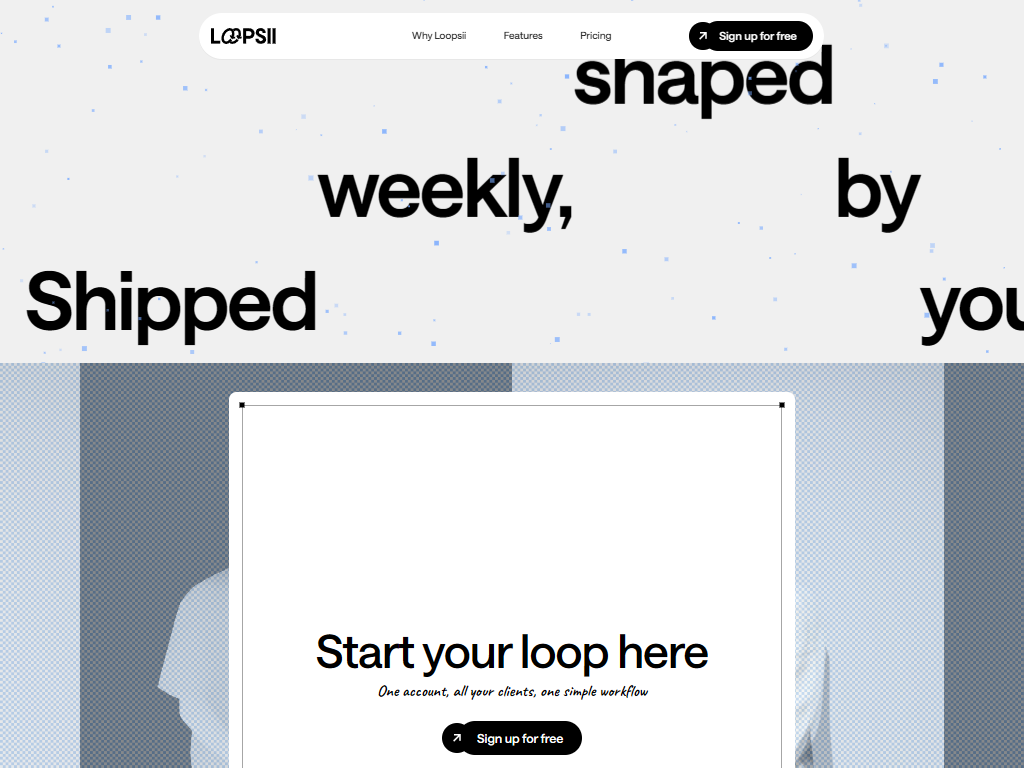 LOOPSII
Why Loopsii
Features
Pricing
Sign up for free
shaped
weekly,
by
Shipped
you
Start your loop here
One account, all your clients, one simple workflow
Sign up for free